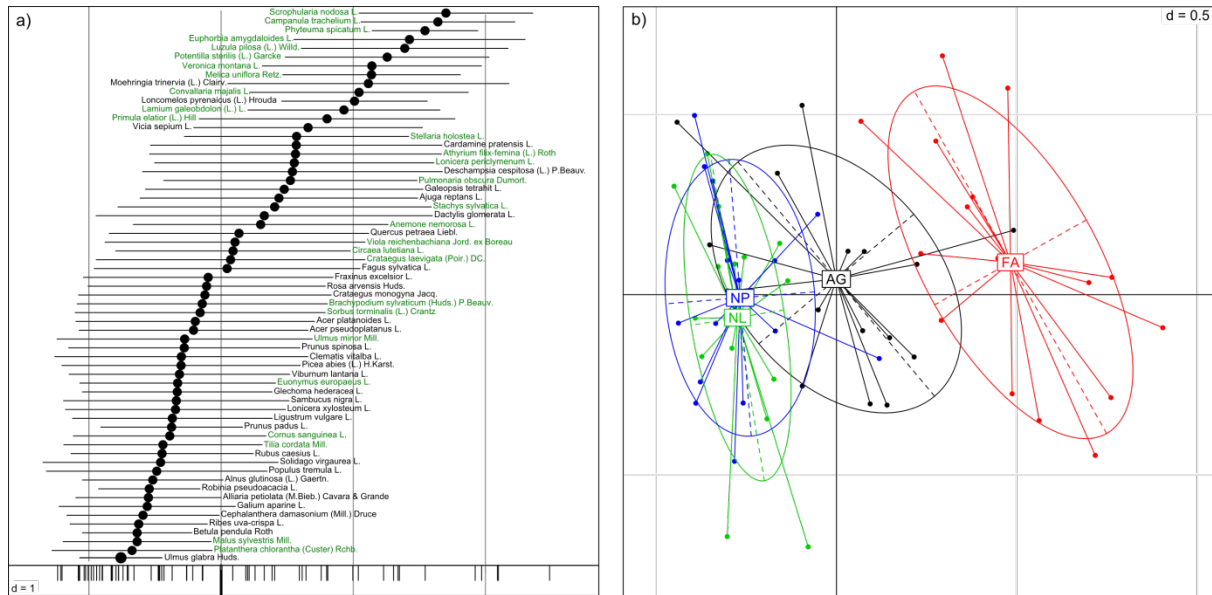 a)
Scrophularia nodosa L.
Campanula trachelium L.
Phyteuma spicatum L.
Euphorbia amygdaloides L.
Luzula pilosa (L.) Willd.
Potentilla sterilis (L.) Garcke
Veronica montana L.
Melica uniflora Retz.
Moehringia trinervia (L.) Clairv.
Convallaria majalis L.
Loncomelos pyrenaicus (L.) Hrouda
Lamium galeobdolon (L.) L.
Primula elatior (L.) Hill
Vicia sepium L.
Stellaria holostea L.
Cardamine pratensis L.
Athyrium filix-femina (L.) Roth
Lonicera periclymenum L.
Deschampsia cespitosa (L.) P.Beauv.
Pulmonaria obscura Dumort.
Galeopsis tetrahit L.
Ajuga reptans L.
Stachys sylvatica L.
Dactylis glomerata L.
Anemone nemorosa L.
Quercus petraea Liebl.
Viola reichenbachiana Jord. ex Boreau
Circaea lutetiana L.
Crataegus laevigata (Poir.) DC.
Fagus sylvatica L.
Fraxinus excelsior L.
Rosa arvensis Huds.
Crataegus monogyna Jacq.
Brachypodium sylvaticum (Huds.) P.Beauv.
Sorbus torminalis (L.) Crantz
Acer platanoides L.
Acer pseudoplatanus L.
Ulmus minor Mill.
Prunus spinosa L.
Clematis vitalba L.
Picea abies (L.) H.Karst.
Viburnum lantana L.
Euonymus europaeus L.
Glechoma hederacea L.
Sambucus nigra L.
Lonicera xylosteum L.
Ligustrum vulgare L.
Prunus padus L.
Cornus sanguinea L.
Tilia cordata Mill.
Rubus caesius L.
Solidago virgaurea L.
Populus tremula L.
Alnus glutinosa (L.) Gaertn.
Robinia pseudoacacia L.
Alliaria petiolata (M.Bieb.) Cavara & Grande
Galium aparine L.
Cephalanthera damasonium (Mill.) Druce
Ribes uva-crispa L.
Betula pendula Roth
Malus sylvestris Mill.
Platanthera chlorantha (Custer) Rchb.
Ulmus glabra Huds.
d = 1
b)
d = 0.5
FA
AG
NP
NL